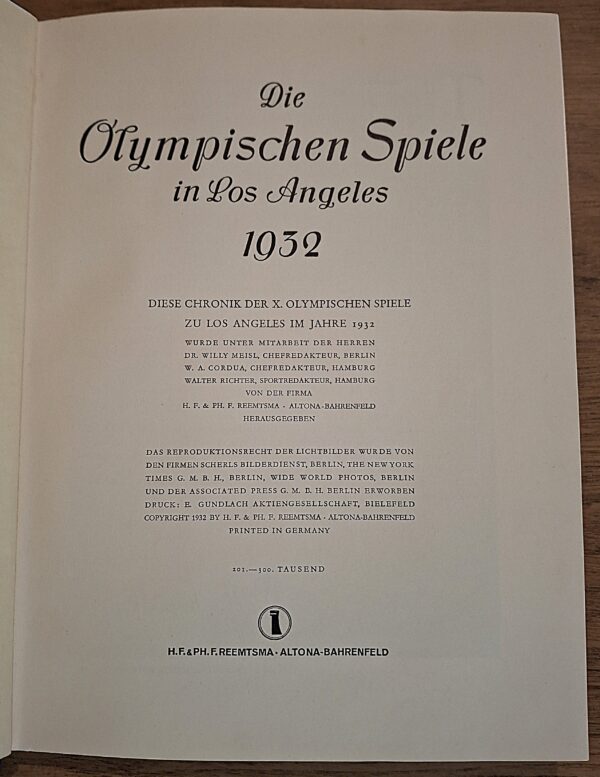 Die
Olympischen Spiele
in Los Angeles
1932
DIESE CHRONIK DER X. OLYMPISCHEN SPIELE
ZU LOS ANGELES IM JAHRE 1932
WURDE UNTER MITARBEIT DER HERREN
DR. WILLY MEISL, CHEFREDAKTEUR, BERLIN
W. A. CORDUA, CHEFREDAKTEUR, HAMBURG
WALTER RICHTER, SPORTREDAKTEUR, HAMBURG
VON DER FIRMA
H. F. & PH. F. REEMTSMA · ALTONA-BAHRENFELD
HERAUSGEGEBEN
DAS REPRODUKTIONSRECHT DER LICHTBILDER WURDE VON
DEN FIRMEN SCHERLS BILDERDIENST, BERLIN, THE NEW YORK
TIMES G. M. B. H., BERLIN, WIDE WORLD PHOTOS, BERLIN
UND DER ASSOCIATED PRESS G. M. B. H. BERLIN ERWORBEN
DRUCK: E. GUNDLACH AKTIENGESELLSCHAFT, BIELEFELD
COPYRIGHT 1932 BY H. F. & PH. F. REEMTSMA · ALTONA-BAHRENFELD
PRINTED IN GERMANY
201.—300. TAUSEND
H. F. & PH. F. REEMTSMA · ALTONA-BAHRENFELD